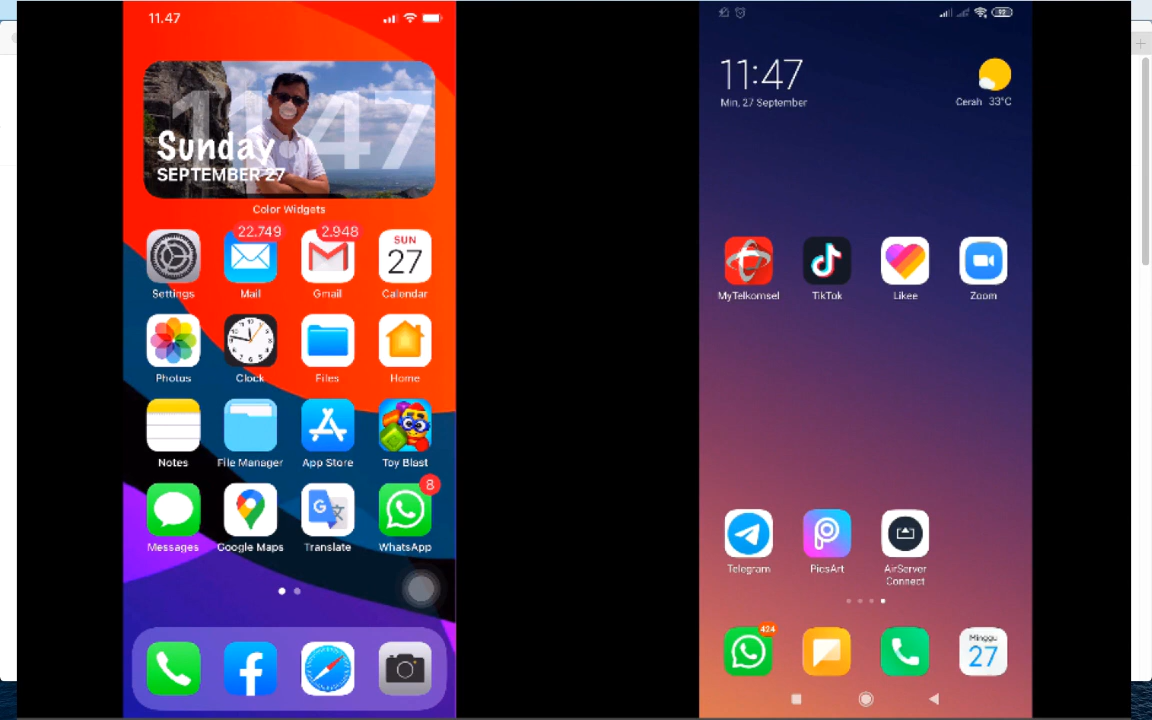 11.47
11:47
Sunday
SEPTEMBER 27
Color Widgets
22.749
2.948
SUN
27
Settings
Mail
Gmail
Calendar
Photos
Clock
Files
Home
Notes
File Manager
App Store
Toy Blast
8
Messages
Google Maps
Translate
WhatsApp
92
11:47
Min, 27 September
Cerah 33°C
MyTelkomsel
TikTok
Likee
Zoom
Telegram
PicsArt
AirServer
Connect
424
Minggu
27